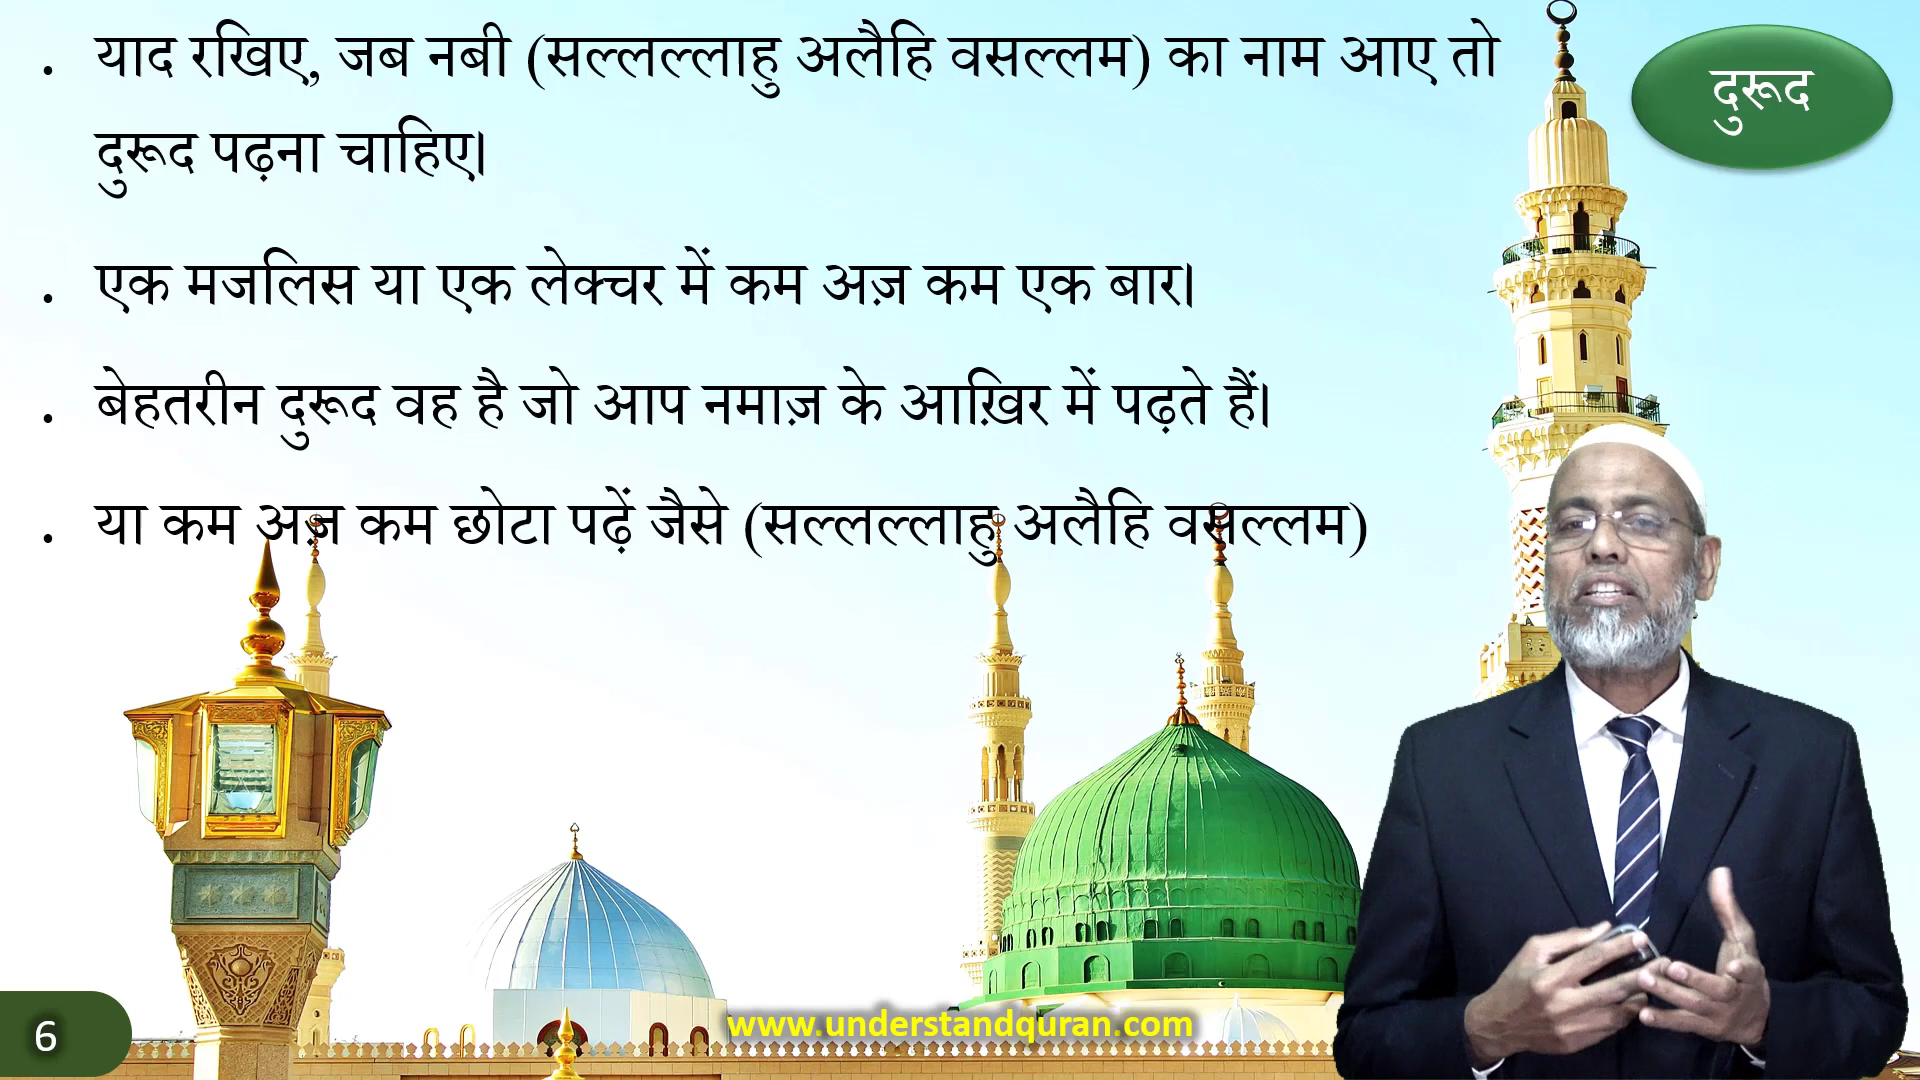 दुरूद
. याद रखिए, जब नबी (सल्लल्लाहु अलैहि वसल्लम) का नाम आए तो
दुरूद पढ़ना चाहिए।
. एक मजलिस या एक लेक्चर में कम अज़ कम एक बार।
. बेहतरीन दुरूद वह है जो आप नमाज़ के आख़िर में पढ़ते हैं।
. या कम अज़ कम छोटा पढ़ें जैसे (सल्लल्लाहु अलैहि वसल्लम)
www.understandquran.com
6